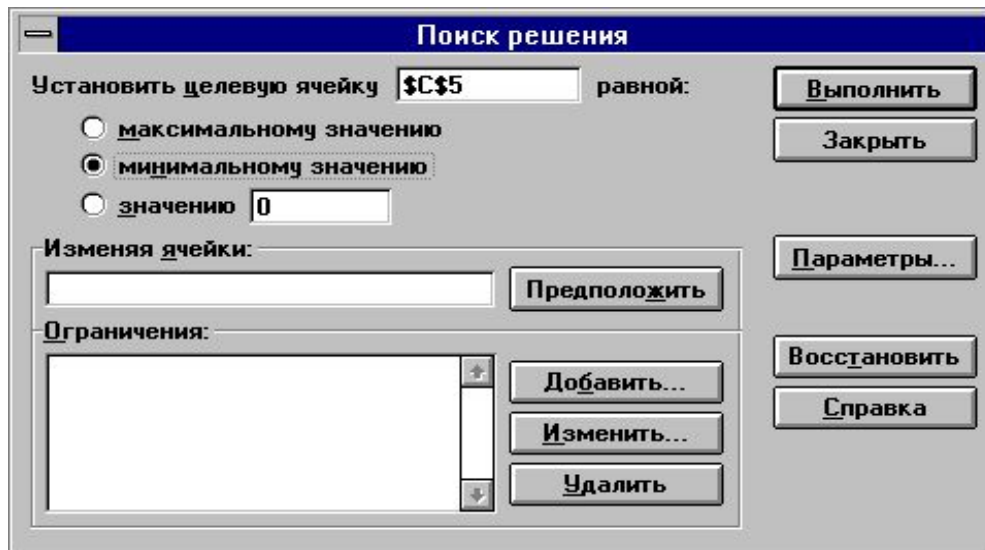 Поиск решения
Установить целевую ячейку $C$5 равной:
максимальному значению
минимальному значению
значению 0
Изменяя ячейки:
Предположить
Ограничения:
Добавить...
Изменить...
Удалить
Выполнить
Закрыть
Параметры...
Восстановить
Справка